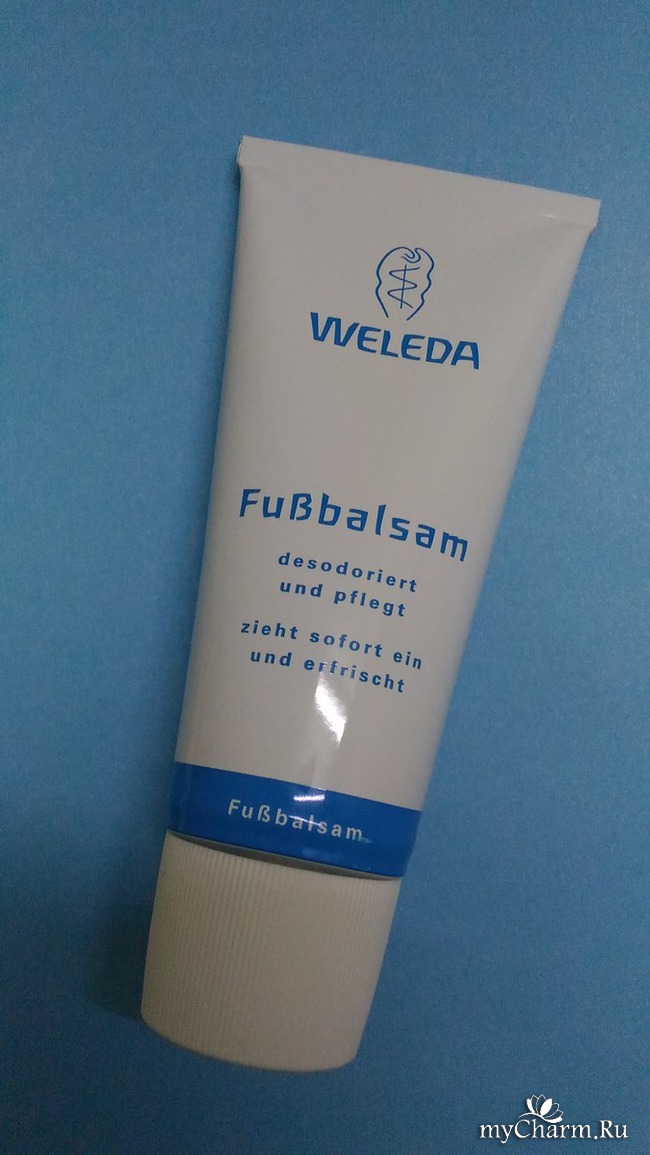 WELEDA
Fußbalsam
desodoriert
und pflegt
zieht sofort ein
und erfrischt
Fußbalsam
myCharm.Ru